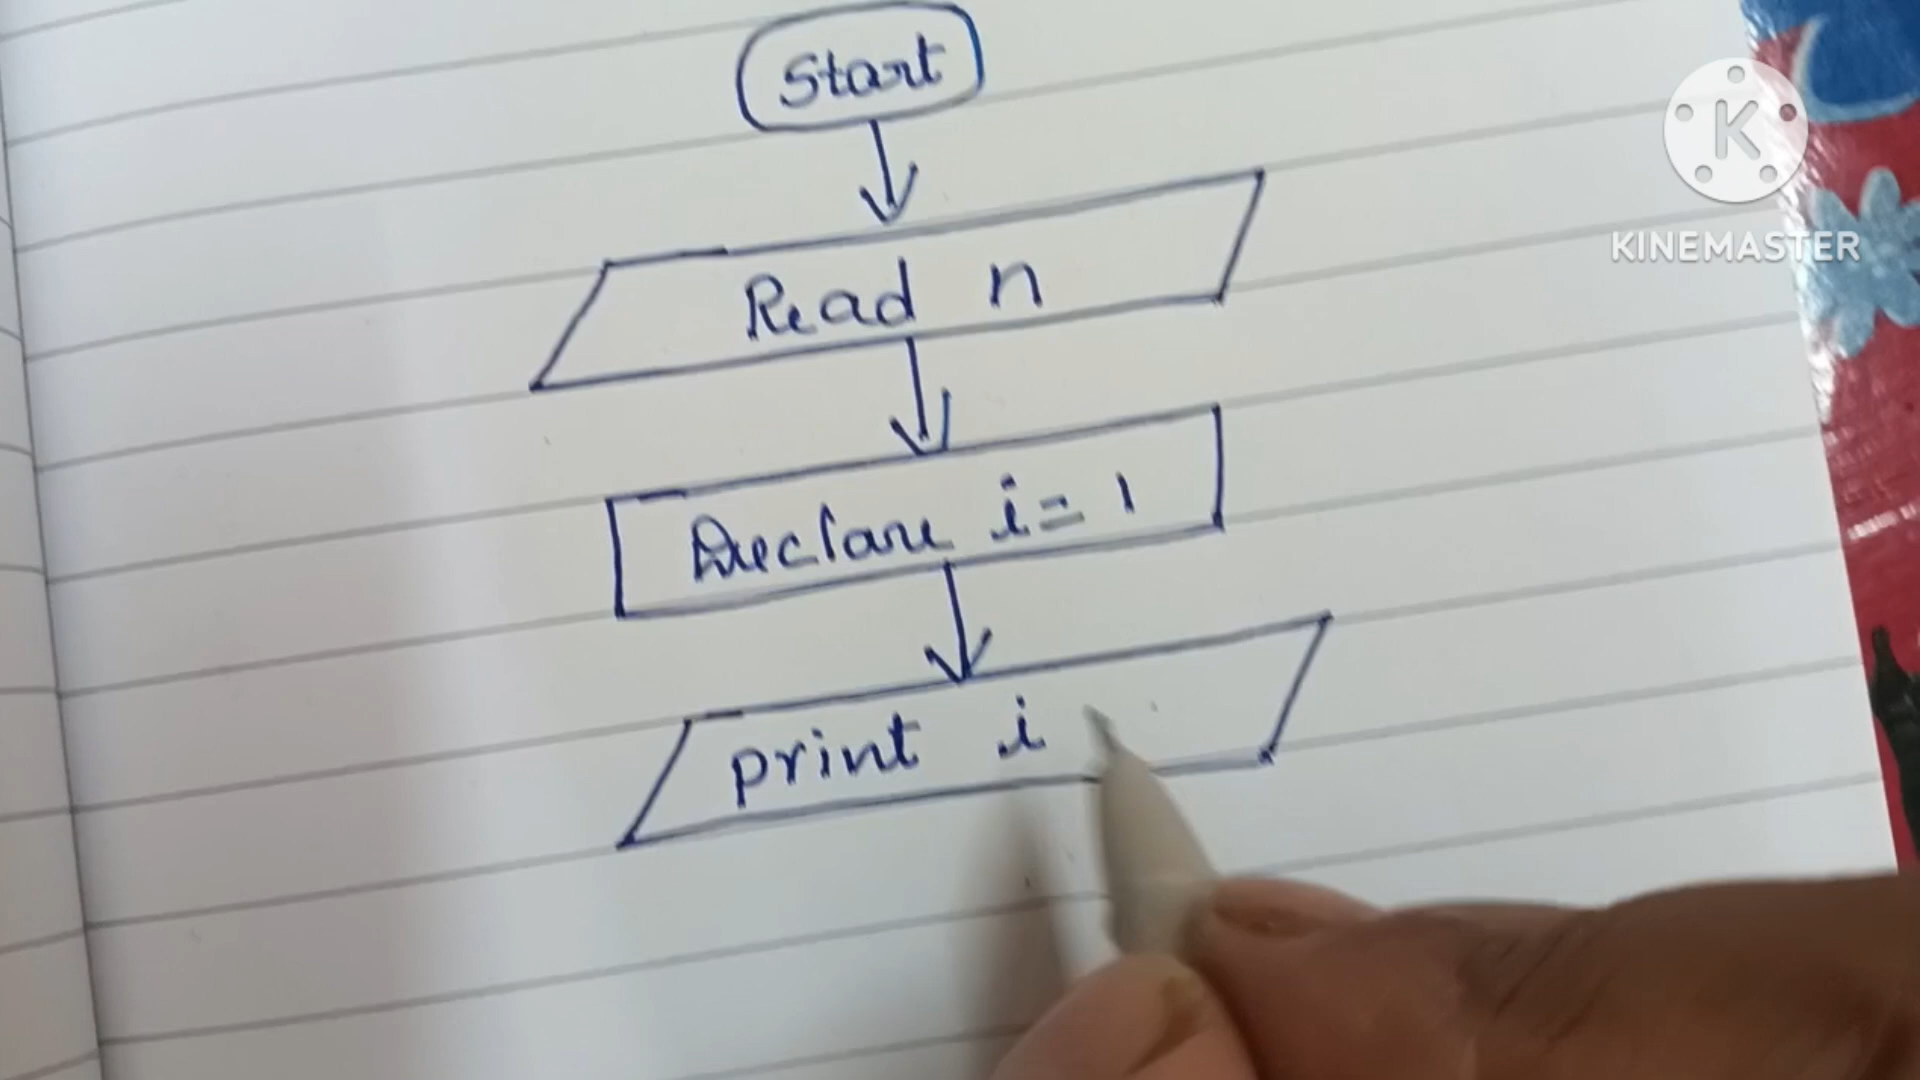 Start
Read n
Declare i = 1
print i
K
KINEMASTER